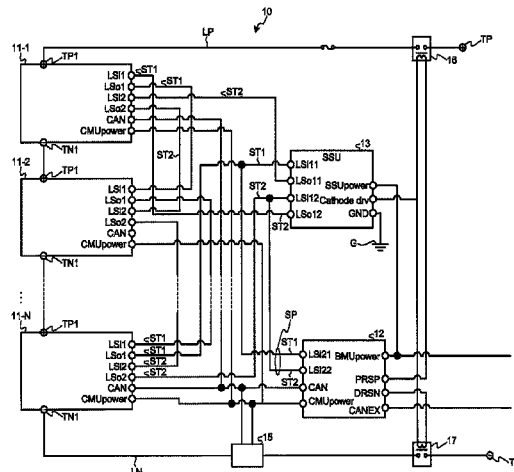 10
LP
TP
16
11-1
TP1
LSI1
LSo1
LSI2
LSo2
CAN
CMUpower
ST1
ST1
ST2
ST2
TN1
11-2
TP1
LSI1
LSo1
LSI2
LSo2
CAN
CMUpower
TN1
ST1
ST2
ST2
13
SSU
LSI11
LSo11
LSI12
LSo12
SSUpower
Cathode drv
GND
G
11-N
TP1
LSI1
LSo1
LSI2
LSo2
CAN
CMUpower
ST1
ST1
ST2
ST2
TN1
SP
ST1
ST2
12
LSI21
LSI22
CAN
CMUpower
BMUpower
PRSP
DRSN
CANEX
15
LN
17